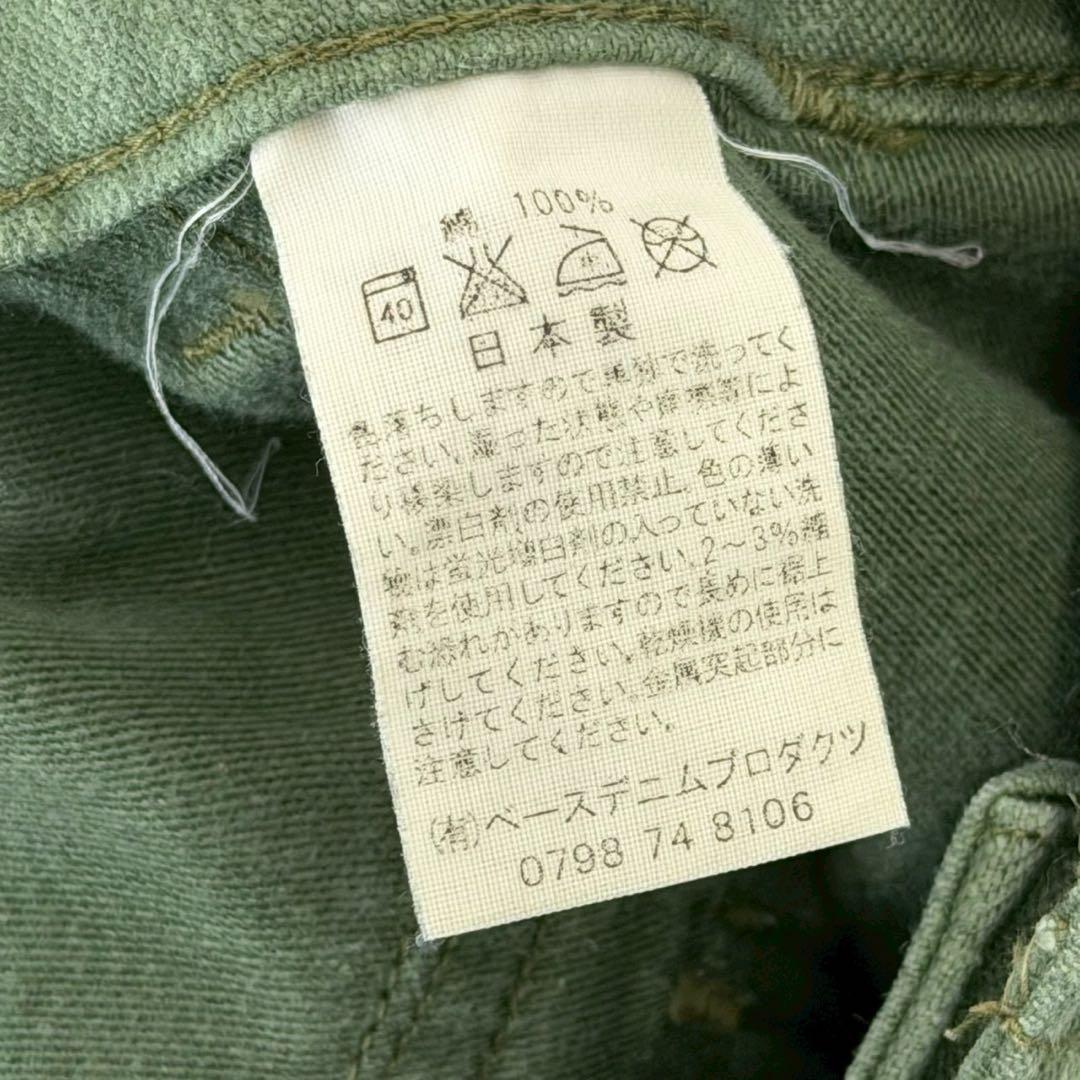 綿 100%
40
日本製
色落ちしますので単独で洗ってく
ださい。湿った状態や摩擦等によ
り移染しますので注意してくださ
い。漂白剤の使用禁止。色の薄い
物は蛍光増白剤の入っていない洗
剤を使用してください。2～3%縮
む恐れがありますので長めに裾上
げしてください。乾燥機の使用は
さけてください。金属突起部分に
注意してください。
(有)ベースデニムプロダクツ
0798 74 8106